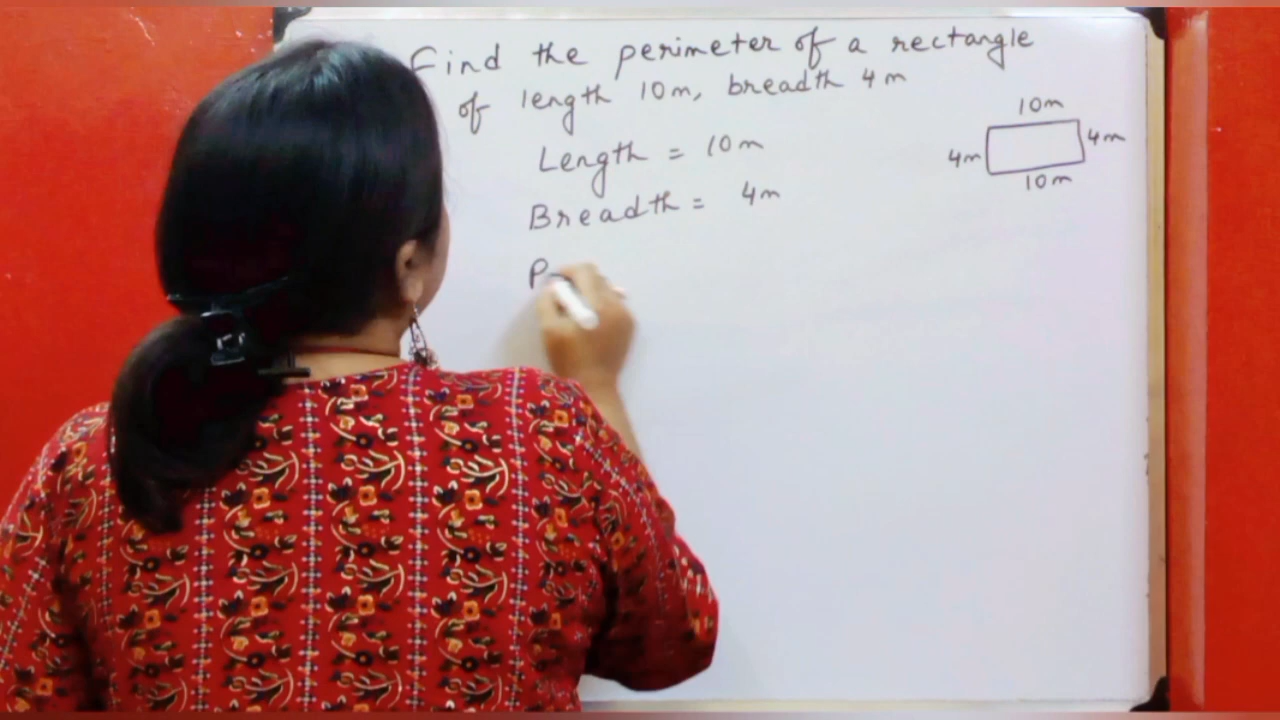 Find the perimeter of a rectangle
of length 10m, breadth 4m
Length = 10m
Breadth = 4m
P
10m
4m
4m
10m